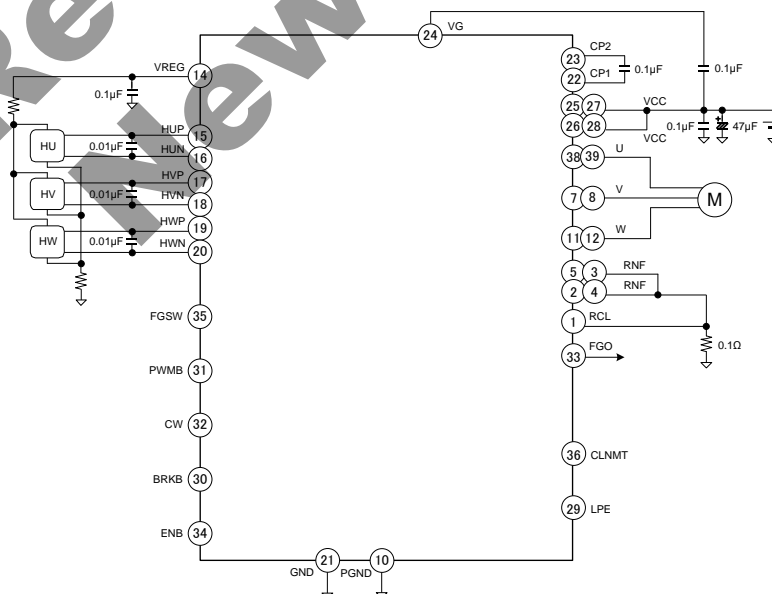 24
VG
23
CP2
22
CP1
0.1µF
0.1µF
VREG
14
0.1µF
25 27
VCC
26 28
VCC
0.1µF
+
47µF
HU
HUP
15
0.01µF
HUN
16
38 39
U
HV
HVP
17
0.01µF
HVN
18
7 8
V
M
HW
HWP
19
0.01µF
HWN
20
11 12
W
5 3
RNF
2 4
RNF
1
RCL
0.1Ω
FGSW
35
33
FGO
PWMB
31
CW
32
36
CLNMT
BRKB
30
29
LPE
ENB
34
GND
21
PGND
10
Re
New